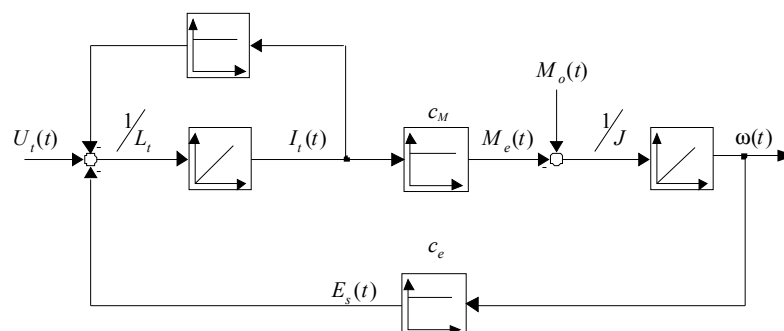 M_o(t)
c_M
U_t(t)
1/L_t
I_t(t)
M_e(t)
1/J
ω(t)
-
-
-
c_e
E_s(t)